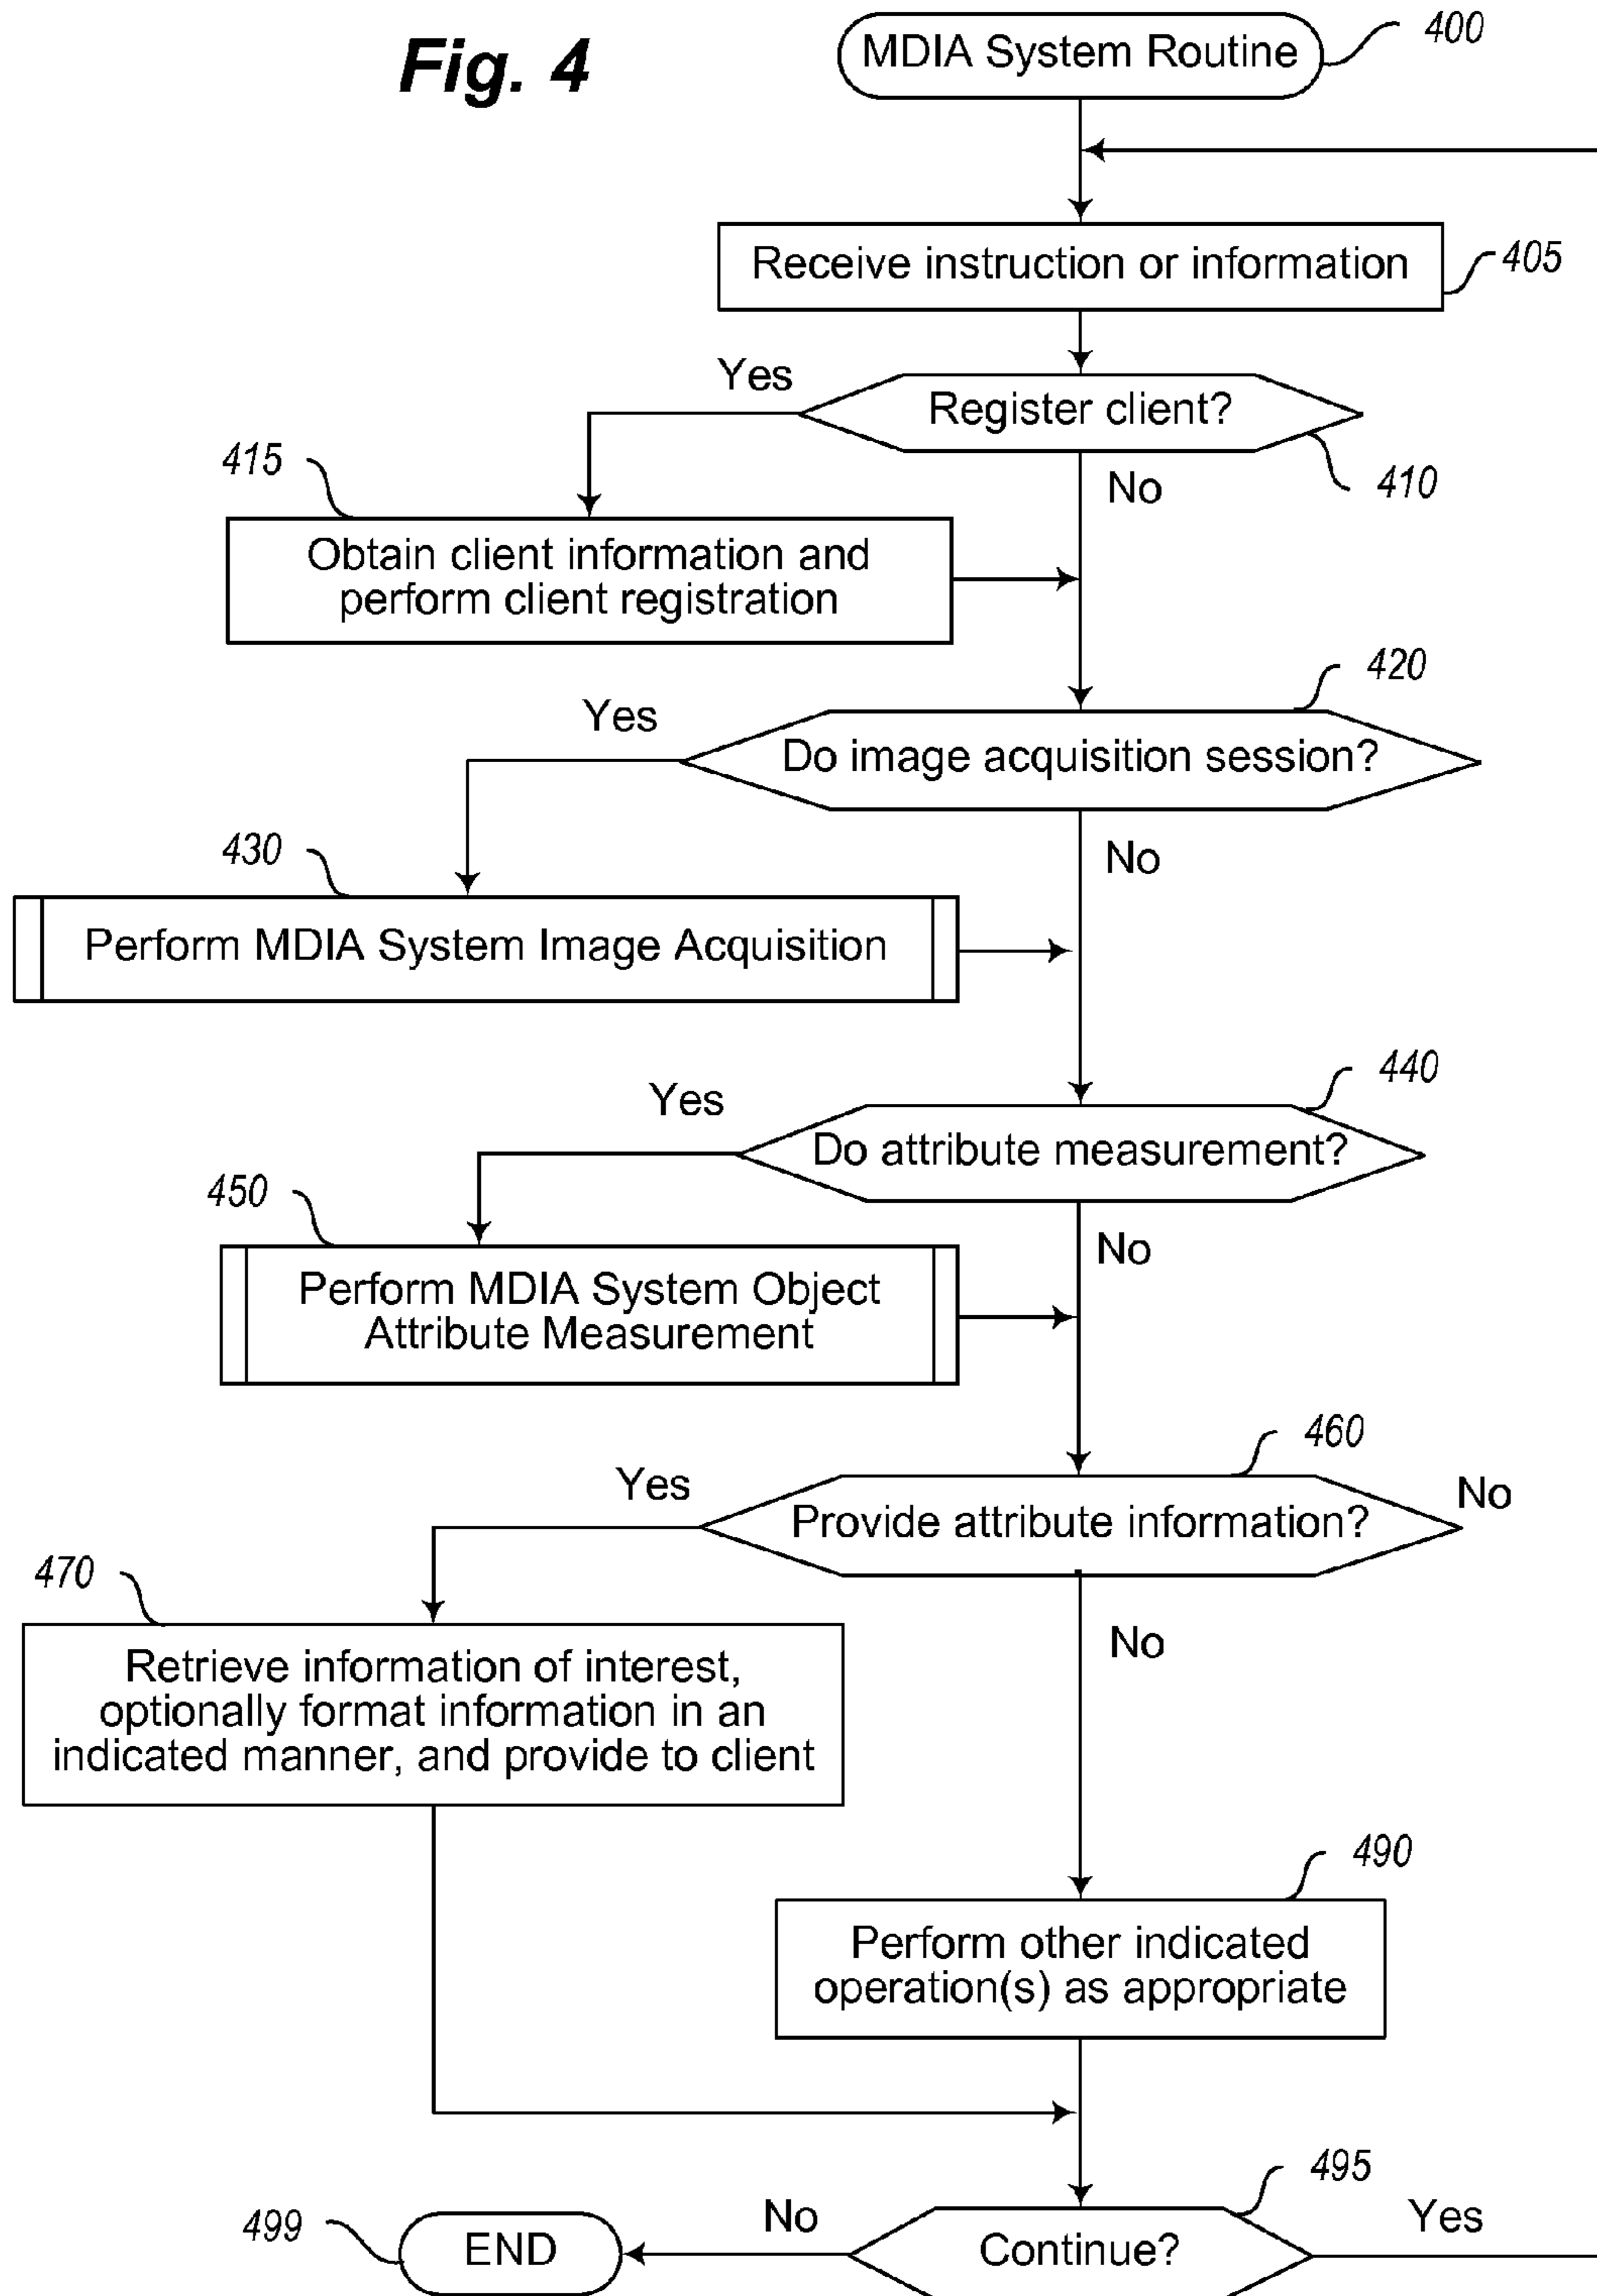 Fig. 4
MDIA System Routine
400
Receive instruction or information
405
Yes
Register client?
410
No
415
Obtain client information and
perform client registration
420
Yes
Do image acquisition session?
No
430
Perform MDIA System Image Acquisition
440
Yes
Do attribute measurement?
No
450
Perform MDIA System Object
Attribute Measurement
460
Yes
Provide attribute information?
No
470
No
Retrieve information of interest,
optionally format information in an
indicated manner, and provide to client
490
Perform other indicated
operation(s) as appropriate
495
499
END
No
Continue?
Yes